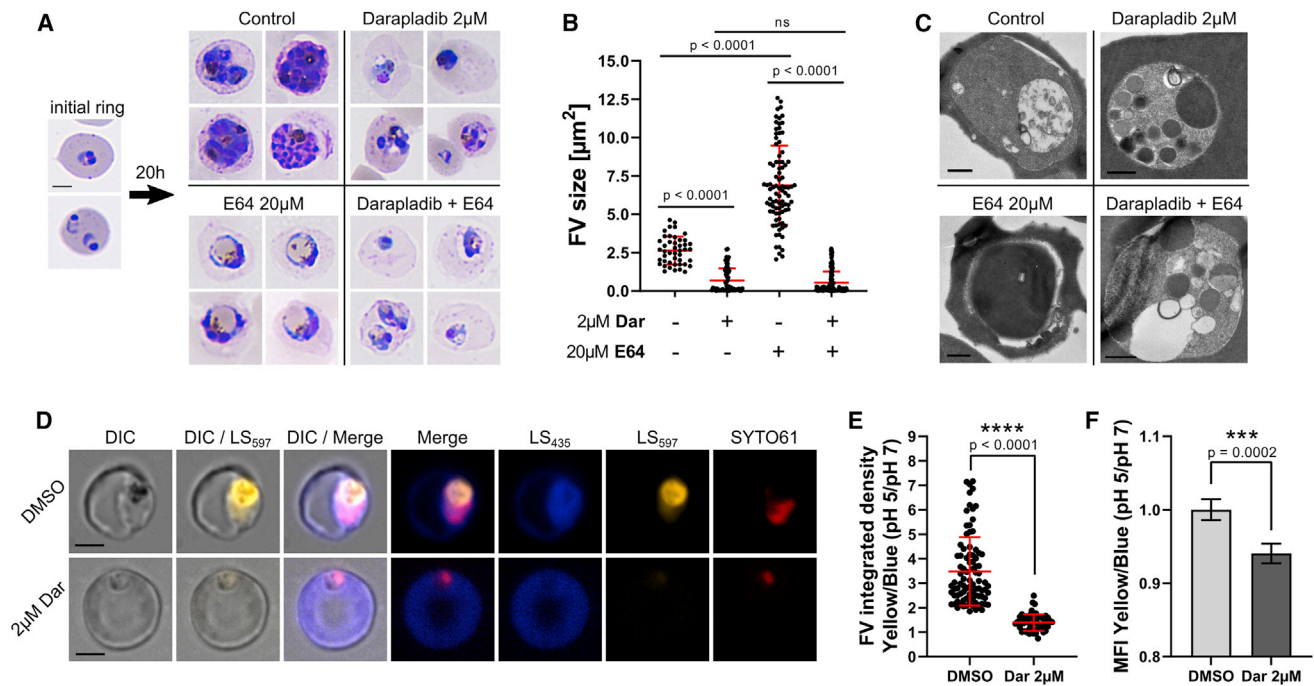 A
Control
Darapladib 2µM
initial ring
20h
E64 20µM
Darapladib + E64
B
ns
p < 0.0001
p < 0.0001
p < 0.0001
FV size [µm²]
15.0
12.5
10.0
7.5
5.0
2.5
0.0
2µM Dar - + - +
20µM E64 - - + +
C
Control
Darapladib 2µM
E64 20µM
Darapladib + E64
D
DIC
DIC / LS₅₉₇
DIC / Merge
Merge
LS₄₃₅
LS₅₉₇
SYTO61
DMSO
2µM Dar
E
****
p < 0.0001
FV integrated density
Yellow/Blue (pH 5/pH 7)
9
8
7
6
5
4
3
2
1
0
DMSO
Dar 2µM
F
***
p = 0.0002
MFI Yellow/Blue (pH 5/pH 7)
1.1
1.0
0.9
0.8
DMSO
Dar 2µM